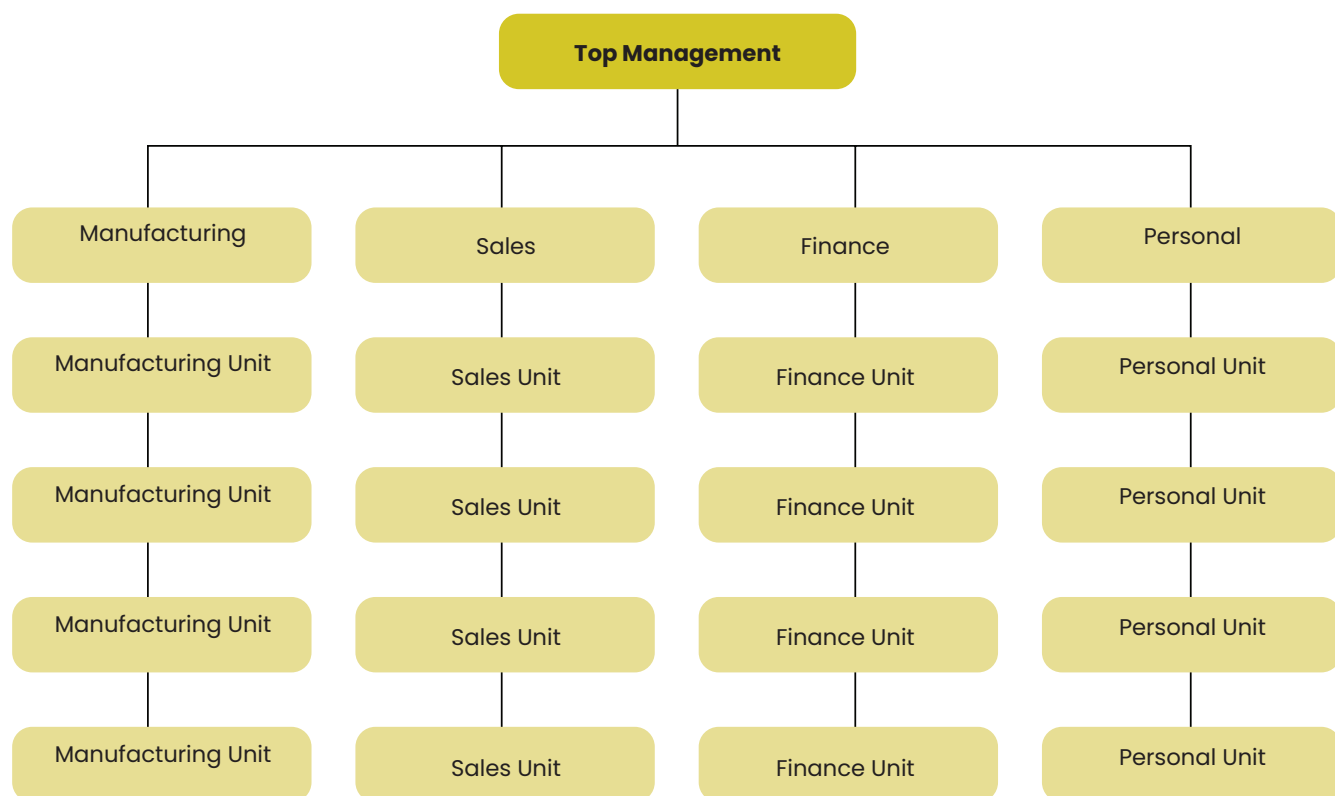 Top Management
Manufacturing
Sales
Finance
Personal
Manufacturing Unit
Sales Unit
Finance Unit
Personal Unit
Manufacturing Unit
Sales Unit
Finance Unit
Personal Unit
Manufacturing Unit
Sales Unit
Finance Unit
Personal Unit
Manufacturing Unit
Sales Unit
Finance Unit
Personal Unit